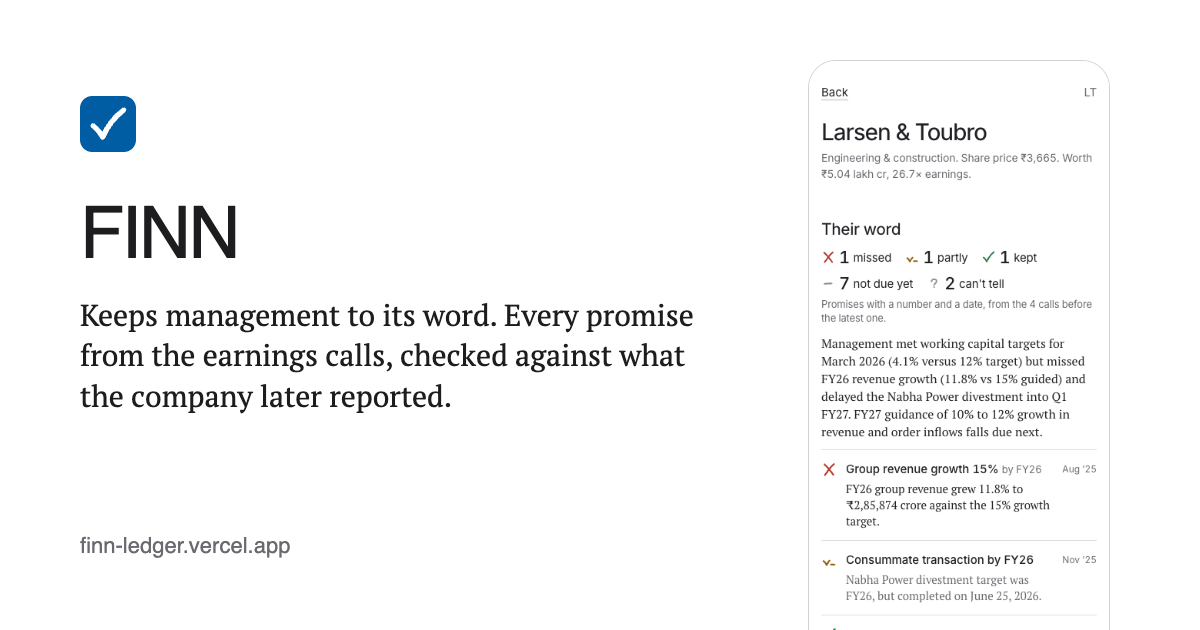 FINN
Keeps management to its word. Every promise
from the earnings calls, checked against what
the company later reported.
finn-ledger.vercel.app
Back LT
Larsen & Toubro
Engineering & construction. Share price ₹3,665. Worth
₹5.04 lakh cr, 26.7× earnings.
Their word
1 missed 1 partly 1 kept
– 7 not due yet ? 2 can't tell
Promises with a number and a date, from the 4 calls before
the latest one.
Management met working capital targets for
March 2026 (4.1% versus 12% target) but missed
FY26 revenue growth (11.8% vs 15% guided) and
delayed the Nabha Power divestment into Q1
FY27. FY27 guidance of 10% to 12% growth in
revenue and order inflows falls due next.
Group revenue growth 15% by FY26 Aug '25
FY26 group revenue grew 11.8% to
₹2,85,874 crore against the 15% growth
target.
Consummate transaction by FY26 Nov '25
Nabha Power divestment target was
FY26, but completed on June 25, 2026.